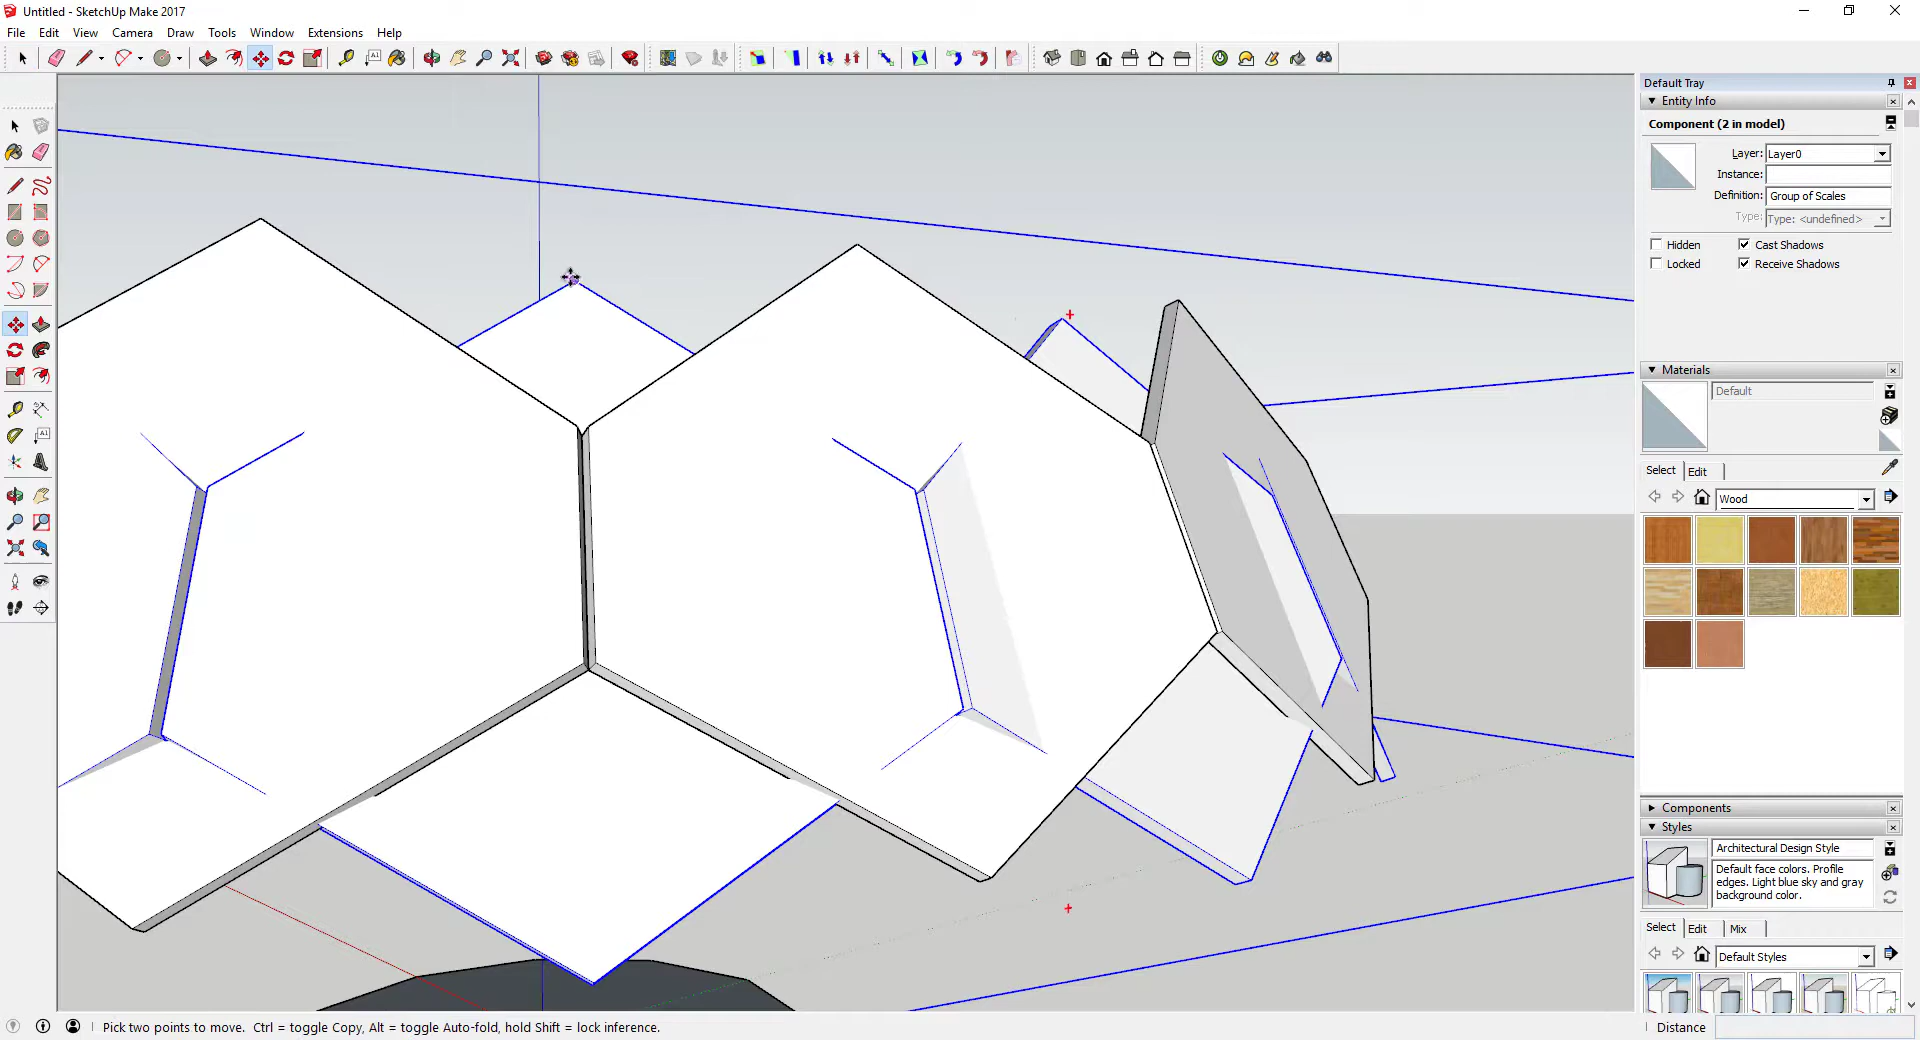 Untitled - SketchUp Make 2017
File Edit View Camera Draw Tools Window Extensions Help
Default Tray
Entity Info
Component (2 in model)
Layer: Layer0
Instance:
Definition: Group of Scales
Type: Type: <undefined>
Hidden Cast Shadows
Locked Receive Shadows
Materials
Default
Select Edit
Wood
Components
Styles
Architectural Design Style
Default face colors. Profile
edges. Light blue sky and gray
background color.
Select Edit Mix
Default Styles
Pick two points to move. Ctrl = toggle Copy, Alt = toggle Auto-fold, hold Shift = lock inference.
Distance